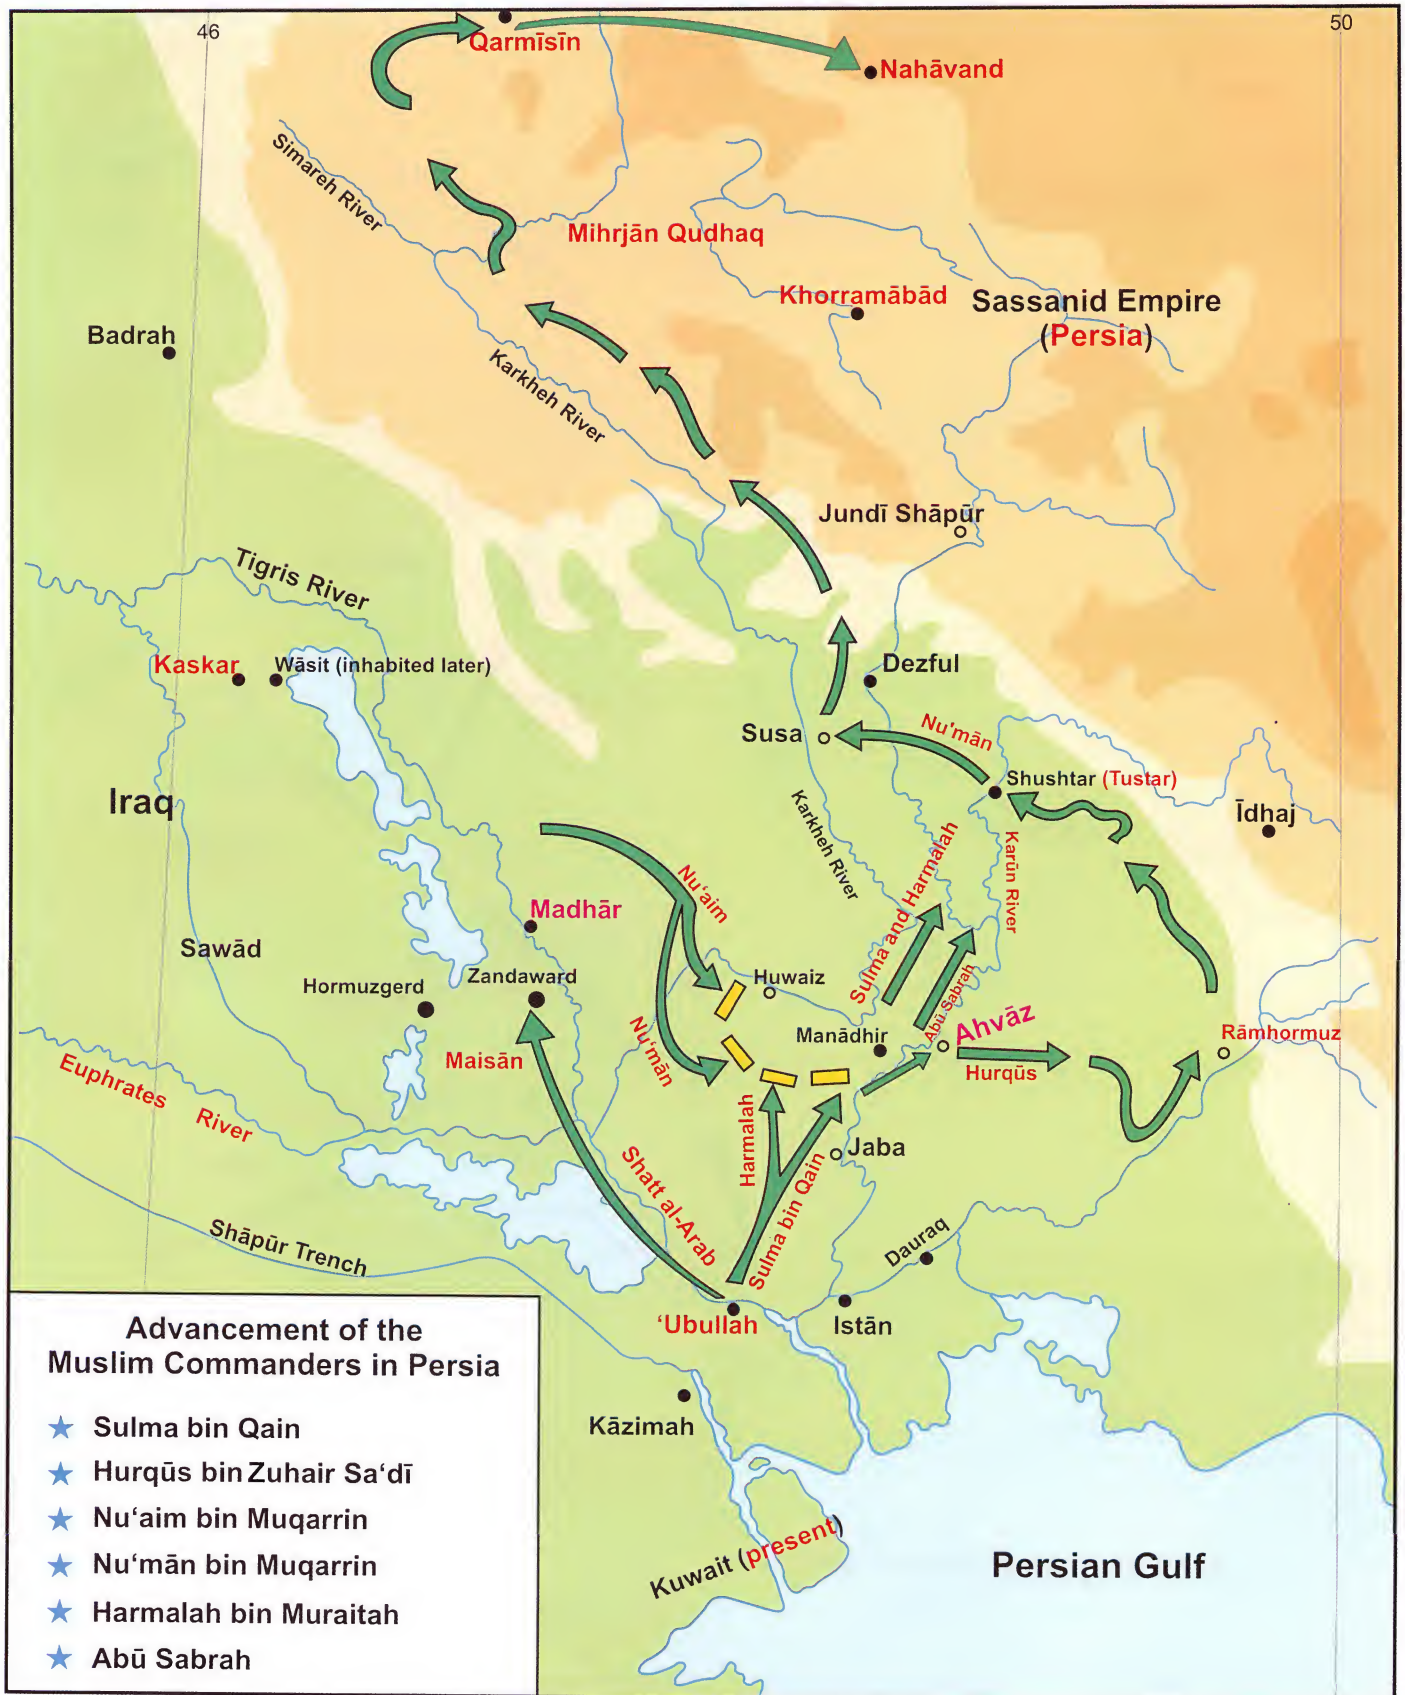 46
50
Qarmīsīn
Nahāvand
Simareh River
Mihrjān Qudhaq
Khorramābād
Sassanid Empire
(Persia)
Badrah
Karkheh River
Jundī Shāpūr
Tigris River
Kaskar
Wāsit (inhabited later)
Dezful
Susa
Nu'mān
Shushtar (Tustar)
Iraq
Īdhaj
Karkheh River
Sulma and Harmalah
Karūn River
Nu‘aim
Madhār
Sawād
Hormuzgerd
Zandaward
Huwaiz
Abū Sabrah
Ahvāz
Manādhir
Rāmhormuz
Nu‘mān
Maisān
Hurqūs
Euphrates River
Harmalah
Jaba
Shatt al-Arab
Sulma bin Qain
Shāpūr Trench
Dauraq
‘Ubullah
Istān
Kāzimah
Kuwait (present)
Persian Gulf
Advancement of the
Muslim Commanders in Persia
Sulma bin Qain
Hurqūs bin Zuhair Sa‘dī
Nu‘aim bin Muqarrin
Nu‘mān bin Muqarrin
Harmalah bin Muraitah
Abū Sabrah